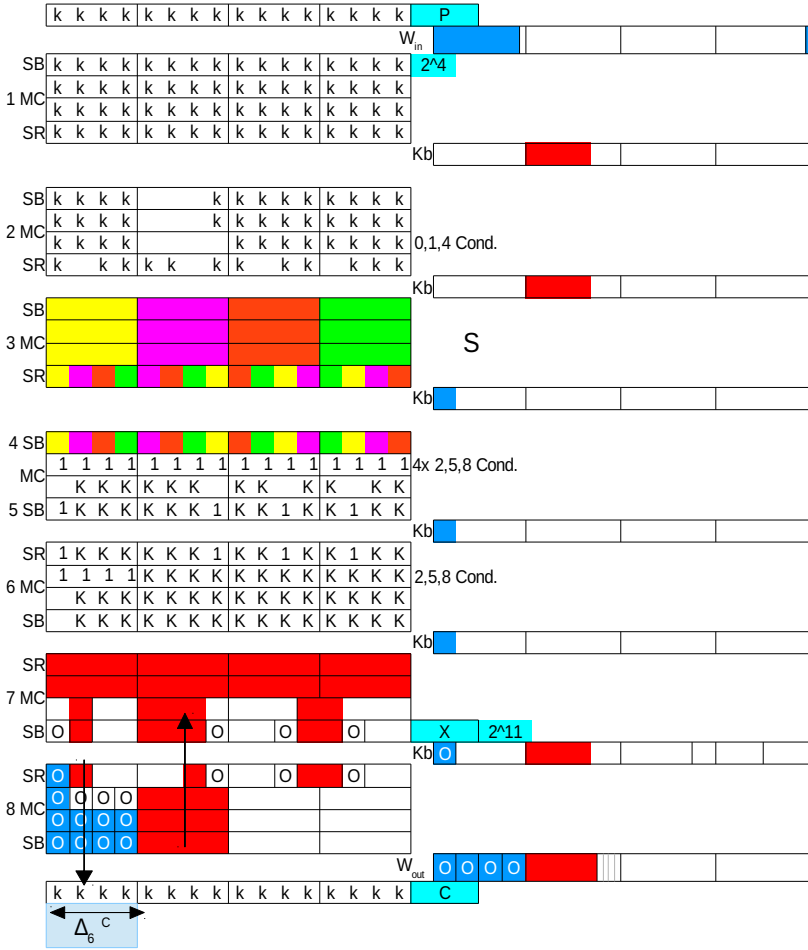 k k k k k k k k k k k k k k k k P
W_in
SB k k k k k k k k k k k k k k k k 2^4
k k k k k k k k k k k k k k k k
1 MC
k k k k k k k k k k k k k k k k
SR k k k k k k k k k k k k k k k k
Kb
SB k k k k k k k k k k k k k
k k k k k k k k k k k k k
2 MC
k k k k k k k k k k k k 0,1,4 Cond.
SR k k k k k k k k k k k k
Kb
SB
3 MC S
SR
Kb
4 SB
1 1 1 1 1 1 1 1 1 1 1 1 1 1 1 1 4x 2,5,8 Cond.
MC
K K K K K K K K K K K K
5 SB 1 K K K K K K 1 K K 1 K K 1 K K
Kb
SR 1 K K K K K K 1 K K 1 K K 1 K K
1 1 1 1 K K K K K K K K K K K K 2,5,8 Cond.
6 MC
K K K K K K K K K K K K K K K
SB K K K K K K K K K K K K K K K
Kb
SR
7 MC
SB O O O O X 2^11
Kb O
SR O O O O
O O O O
8 MC
O O O O
SB O O O O
W_out O O O O
k k k k k k k k k k k k k k k k C
Δ_6 C